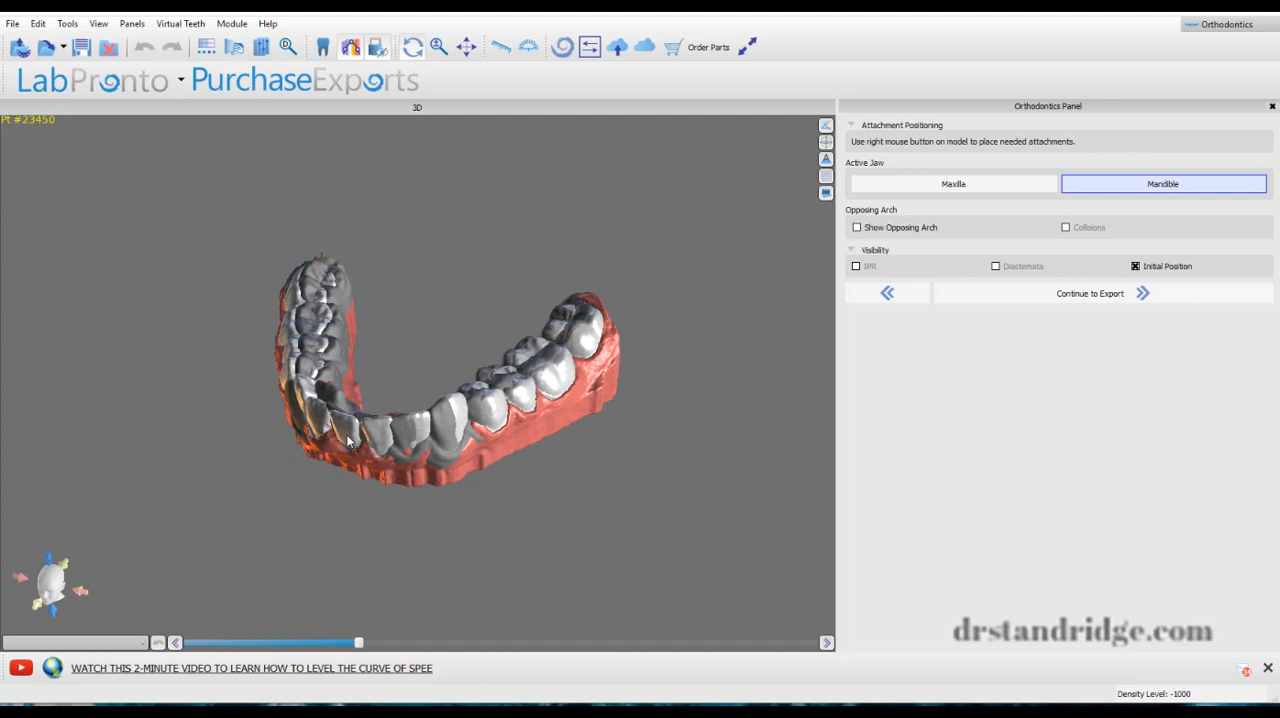 File Edit Tools View Panels Virtual Teeth Module Help
Orthodontics
Order Parts
LabPronto PurchaseExports
3D
Orthodontics Panel
Pt #23450
Attachment Positioning
Use right mouse button on model to place needed attachments.
Active Jaw
Maxilla Mandible
Opposing Arch
Show Opposing Arch Collisions
Visibility
IPR Diastemata Initial Position
Continue to Export
drstandridge.com
WATCH THIS 2-MINUTE VIDEO TO LEARN HOW TO LEVEL THE CURVE OF SPEE
Density Level: -1000